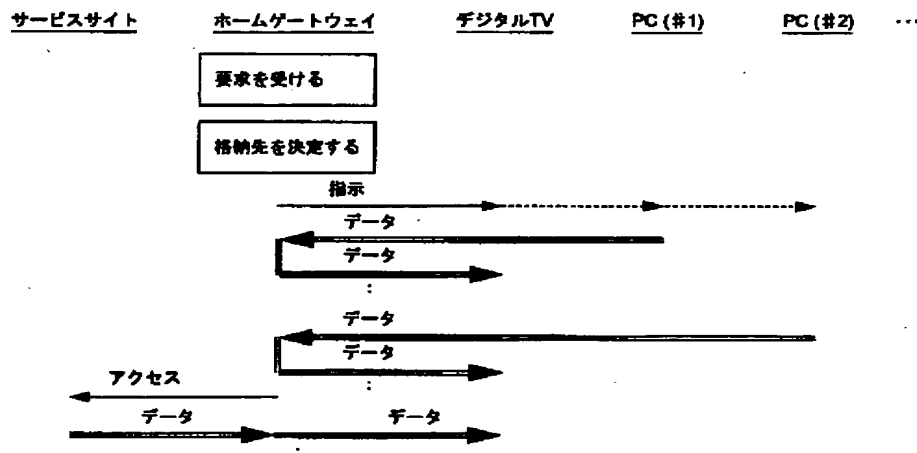 サービスサイト ホームゲートウェイ デジタルTV PC (#1) PC (#2) …
要求を受ける
格納先を決定する
指示
データ
データ
:
データ
データ
:
アクセス
データ データ